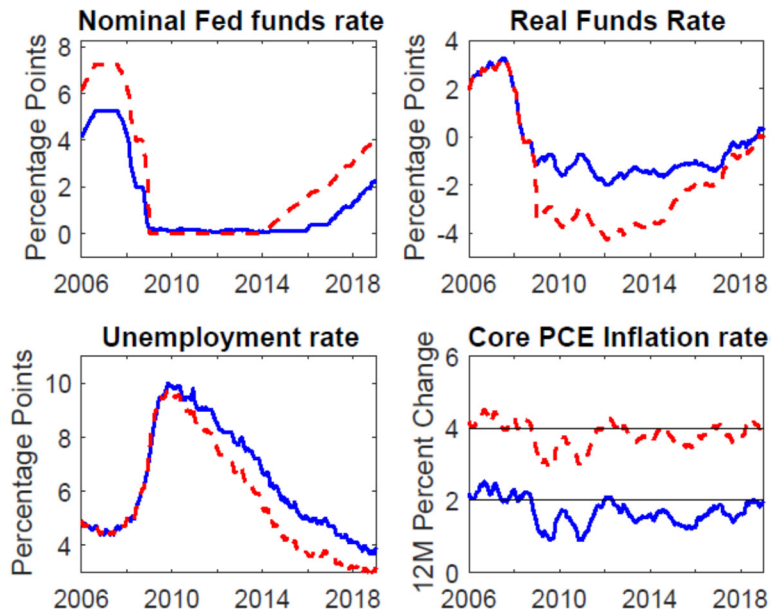 Nominal Fed funds rate
Percentage Points
8
6
4
2
0
2006 2010 2014 2018
Real Funds Rate
Percentage Points
4
2
0
-2
-4
2006 2010 2014 2018
Unemployment rate
Percentage Points
10
8
6
4
2006 2010 2014 2018
Core PCE Inflation rate
12M Percent Change
6
4
2
0
2006 2010 2014 2018